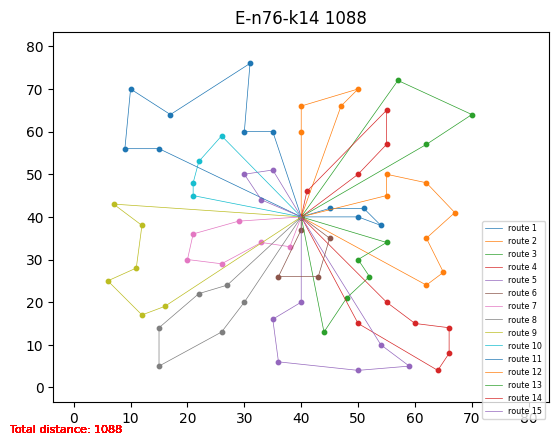 E-n76-k14 1088
80
70
60
50
40
30
20
10
0
0 10 20 30 40 50 60 70 80
route 1
route 2
route 3
route 4
route 5
route 6
route 7
route 8
route 9
route 10
route 11
route 12
route 13
route 14
route 15
Total distance: 1088